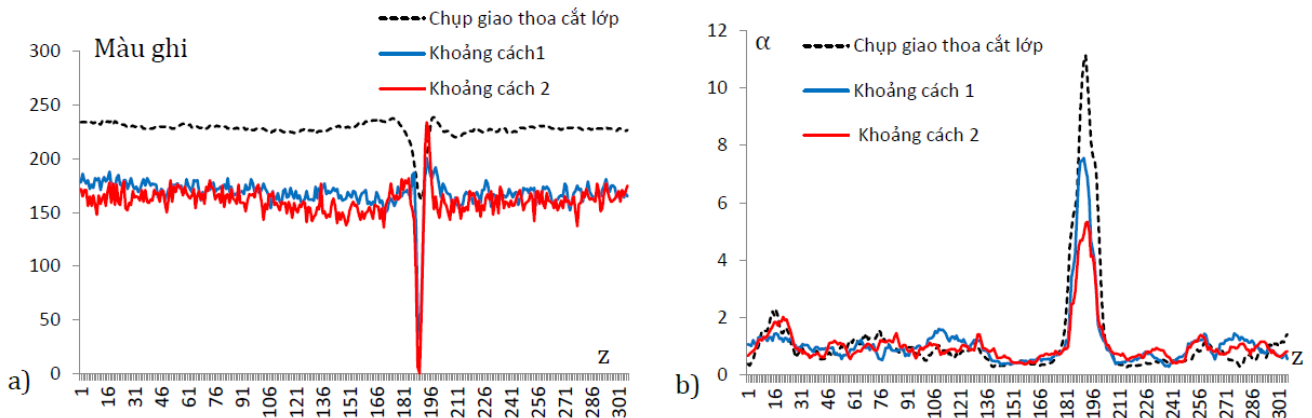 Chụp giao thoa cắt lớp
Màu ghi
Khoảng cách1
Khoảng cách 2
300
250
200
150
100
50
0
z
a)
1 16 31 46 61 76 91 106 121 136 151 166 181 196 211 226 241 256 271 286 301
12
α
Chụp giao thoa cắt lớp
10
Khoảng cách 1
8
Khoảng cách 2
6
4
2
0
z
b)
1 16 31 46 61 76 91 106 121 136 151 166 181 196 211 226 241 256 271 286 301